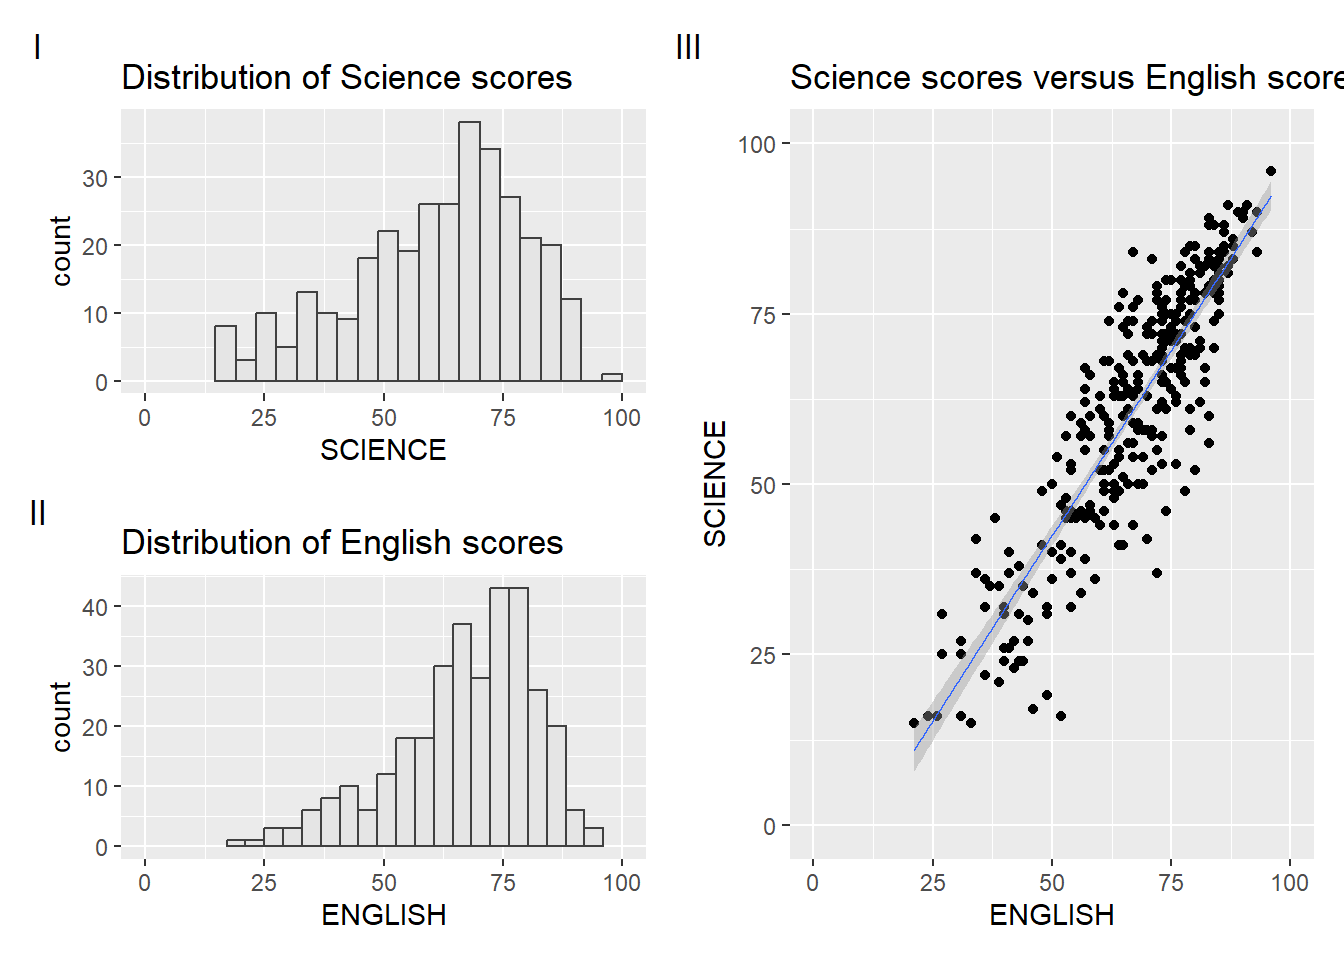 I
Distribution of Science scores
30
20
10
0
count
0 25 50 75 100
SCIENCE
II
Distribution of English scores
40
30
20
10
0
count
0 25 50 75 100
ENGLISH
III
Science scores versus English score
100
75
50
25
0
SCIENCE
0 25 50 75 100
ENGLISH